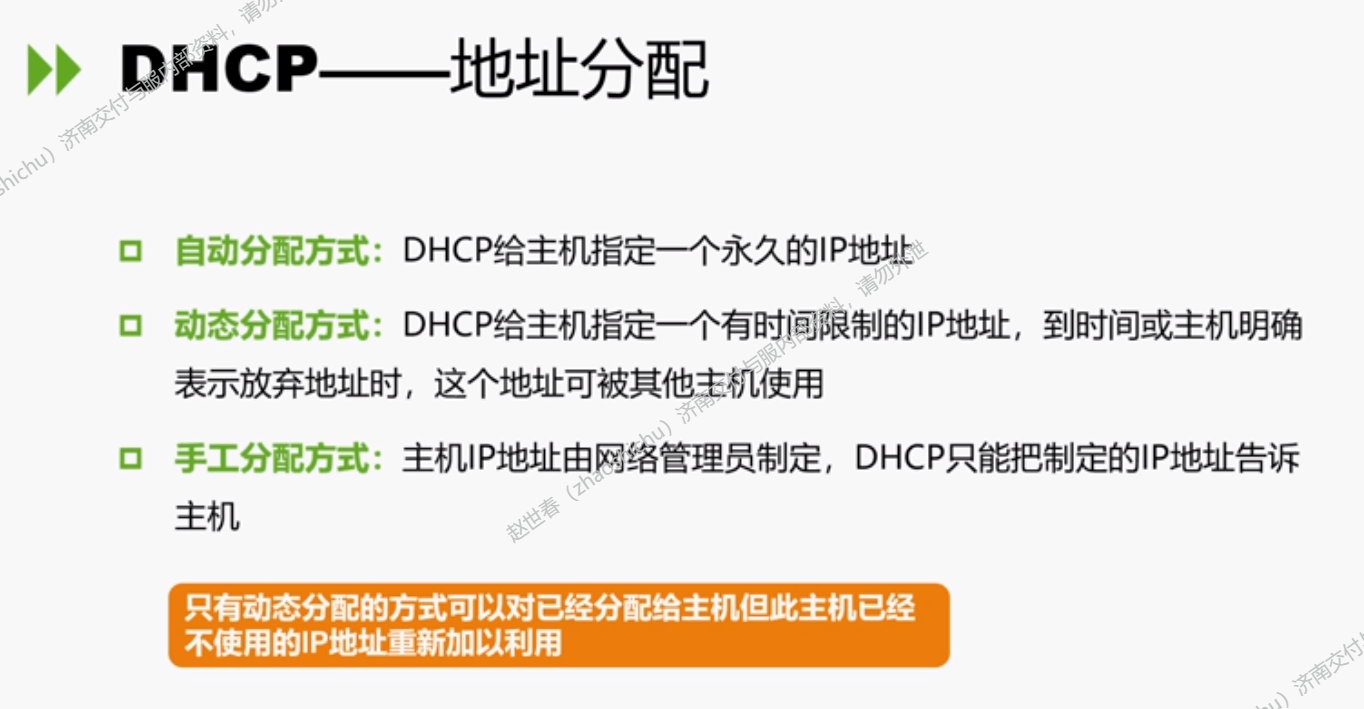 DHCP——地址分配
自动分配方式：DHCP给主机指定一个永久的IP地址
动态分配方式：DHCP给主机指定一个有时间限制的IP地址，到时间或主机明确
表示放弃地址时，这个地址可被其他主机使用
手工分配方式：主机IP地址由网络管理员制定，DHCP只能把制定的IP地址告诉
主机
只有动态分配的方式可以对已经分配给主机但此主机已经
不使用的IP地址重新加以利用
shichu）济南交付与服内部资料，请勿
赵世春（zhaoshichu）济南交付与服内部资料，请勿外泄
hu）济南交付